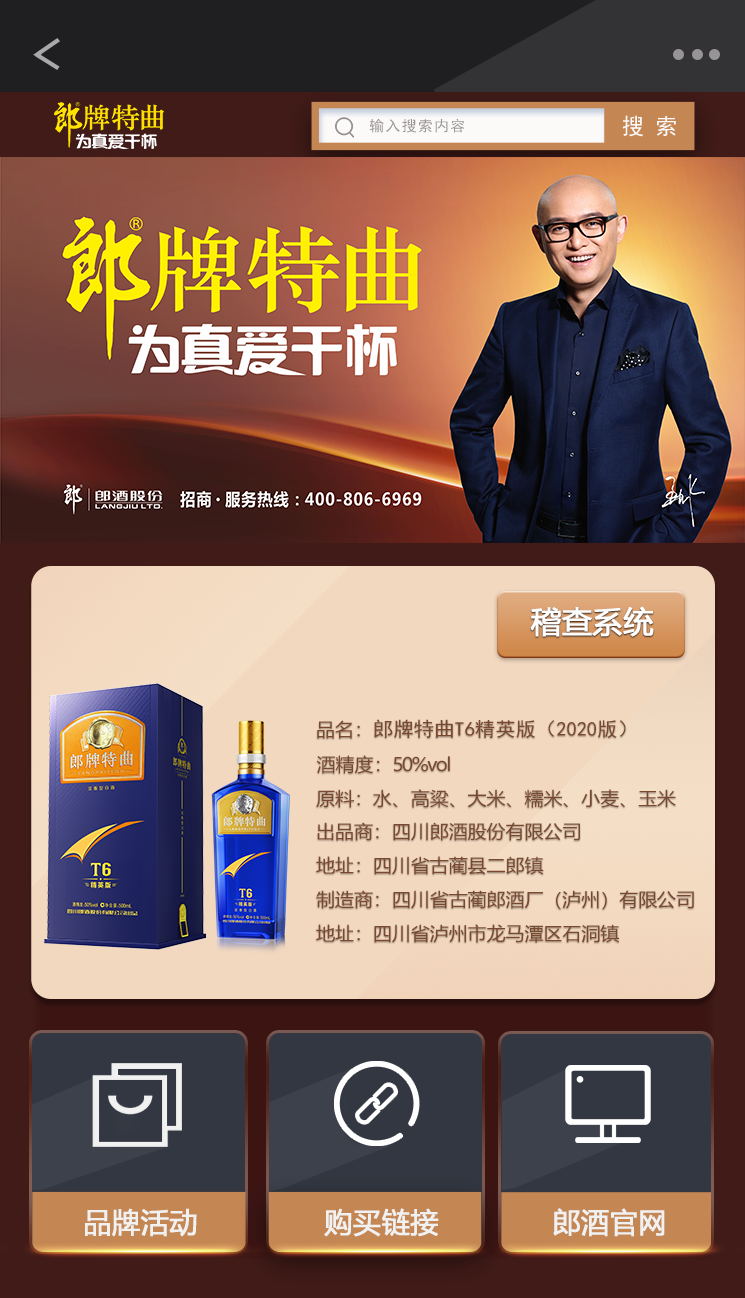 郎牌特曲
为真爱干杯
输入搜索内容
搜 索
郎®牌特曲
为真爱干杯
郎 郎酒股份 招商·服务热线：400-806-6969
LANGJIU LTD.
稽查系统
品名：郎牌特曲T6精英版（2020版）
酒精度：50%vol
原料：水、高粱、大米、糯米、小麦、玉米
出品商：四川郎酒股份有限公司
地址：四川省古蔺县二郎镇
制造商：四川省古蔺郎酒厂（泸州）有限公司
地址：四川省泸州市龙马潭区石洞镇
郎牌特曲
T6
精英版
郎牌特曲
郎牌特曲
T6
精英版
品牌活动
购买链接
郎酒官网